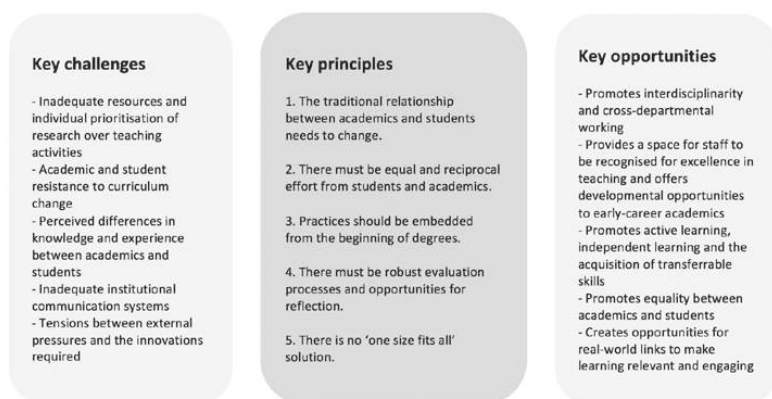 Key challenges
- Inadequate resources and
individual prioritisation of
research over teaching
activities
- Academic and student
resistance to curriculum
change
- Perceived differences in
knowledge and experience
between academics and
students
- Inadequate institutional
communication systems
- Tensions between external
pressures and the innovations
required
Key principles
1. The traditional relationship
between academics and students
needs to change.
2. There must be equal and reciprocal
effort from students and academics.
3. Practices should be embedded
from the beginning of degrees.
4. There must be robust evaluation
processes and opportunities for
reflection.
5. There is no ‘one size fits all’
solution.
Key opportunities
- Promotes interdisciplinarity
and cross-departmental
working
- Provides a space for staff to
be recognised for excellence in
teaching and offers
developmental opportunities
to early-career academics
- Promotes active learning,
independent learning and the
acquisition of transferrable
skills
- Promotes equality between
academics and students
- Creates opportunities for
real-world links to make
learning relevant and engaging